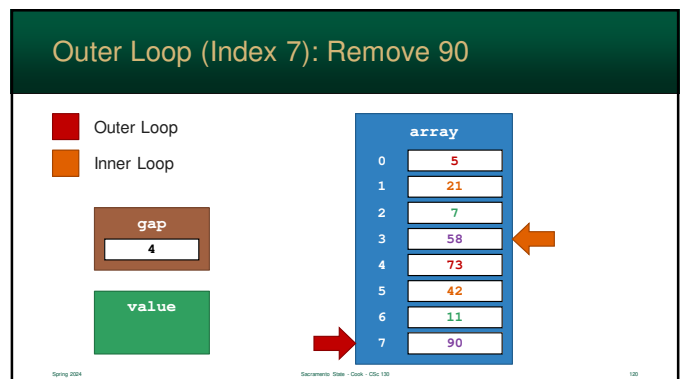 Outer Loop (Index 7): Remove 90
Outer Loop
Inner Loop
gap
4
value
array
0 5
1 21
2 7
3 58
4 73
5 42
6 11
7 90
Spring 2024
Sacramento State - Cook - CSc 130
120